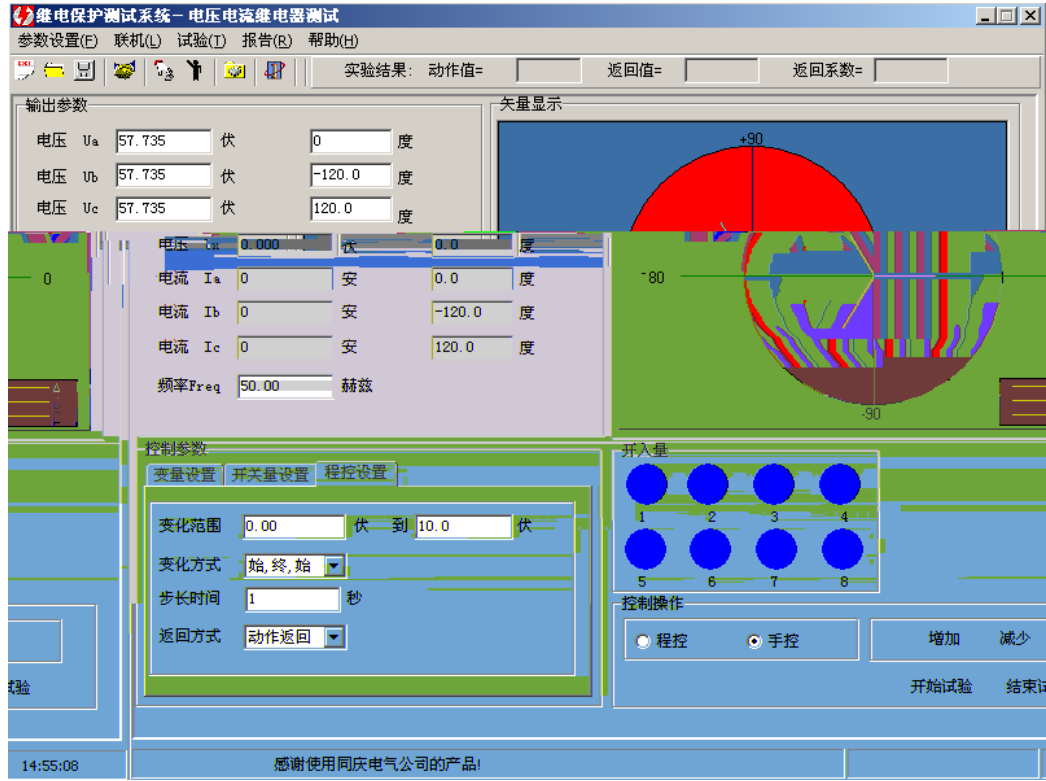 继电保护测试系统-电压电流继电器测试
参数设置(F) 联机(L) 试验(T) 报告(R) 帮助(H)
实验结果: 动作值= 返回值= 返回系数=
输出参数
矢量显示
电压 Ua 57.735 伏 0 度
+90
电压 Ub 57.735 伏 -120.0 度
电压 Uc 57.735 伏 120.0 度
电压 Ux 0.000 伏 0.0 度
0
电流 Ia 0 安 0.0 度
-80
电流 Ib 0 安 -120.0 度
电流 Ic 0 安 120.0 度
频率Freq 50.00 赫兹
-90
控制参数
变量设置 开关量设置 程控设置
开入量
1 2 3 4
变化范围 0.00 伏 到 10.0 伏
变化方式 始,终,始
5 6 7 8
步长时间 1 秒
控制操作
返回方式 动作返回
程控 手控 增加 减少
试验
开始试验 结束试
14:55:08 感谢使用同庆电气公司的产品!